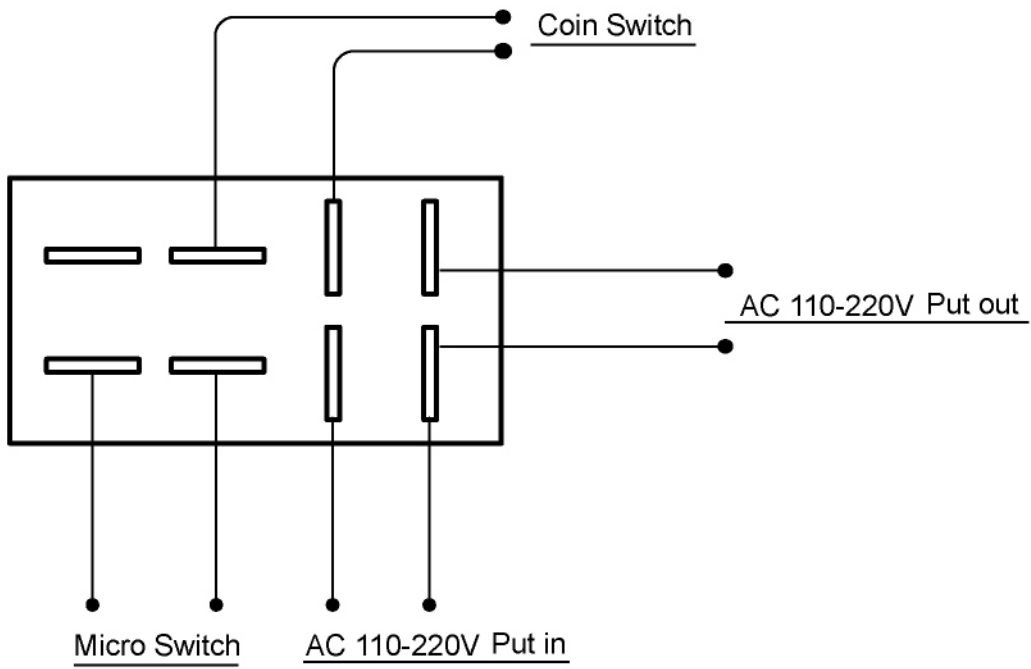 Coin Switch
AC 110-220V Put out
Micro Switch
AC 110-220V Put in